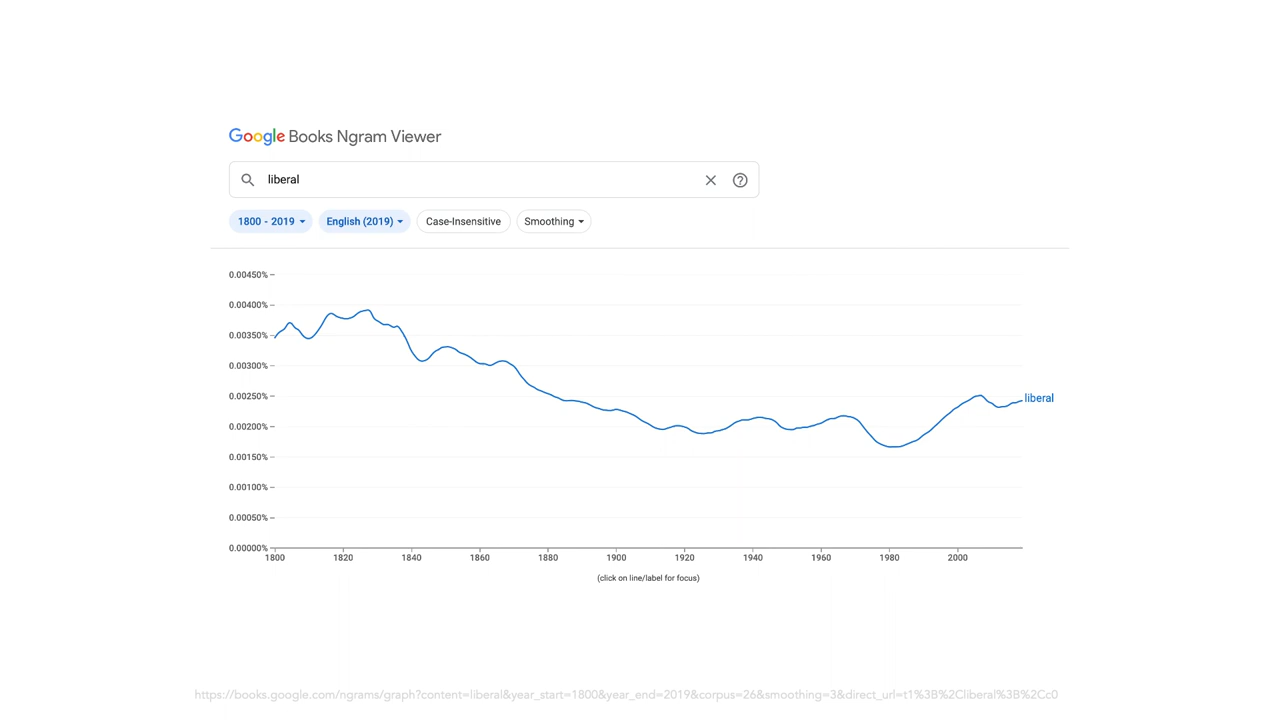 Google Books Ngram Viewer
liberal
1800 - 2019 English (2019) Case-Insensitive Smoothing
0.00450%
0.00400%
0.00350%
0.00300%
0.00250%
liberal
0.00200%
0.00150%
0.00100%
0.00050%
0.00000%
1800 1820 1840 1860 1880 1900 1920 1940 1960 1980 2000
(click on line/label for focus)
https://books.google.com/ngrams/graph?content=liberal&year_start=1800&year_end=2019&corpus=26&smoothing=3&direct_url=t1%3B%2Cliberal%3B%2Cc0